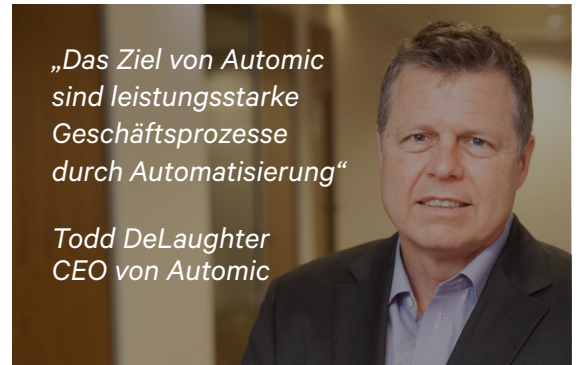 „Das Ziel von Automic
sind leistungsstarke
Geschäftsprozesse
durch Automatisierung“
Todd DeLaughter
CEO von Automic